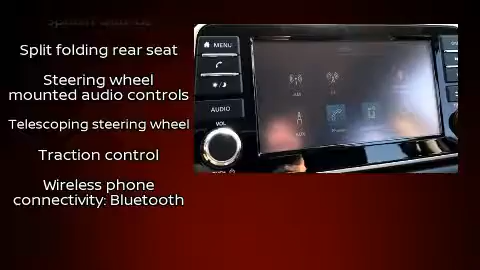 Split folding rear seat
Steering wheel
mounted audio controls
Telescoping steering wheel
Traction control
Wireless phone
connectivity: Bluetooth
MENU
AUDIO
VOL